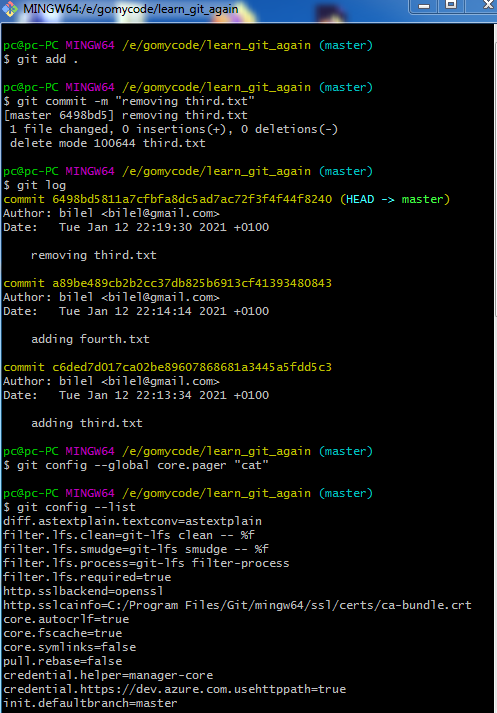 MINGW64:/e/gomycode/learn_git_again
pc@pc-PC MINGW64 /e/gomycode/learn_git_again (master)
$ git add .
pc@pc-PC MINGW64 /e/gomycode/learn_git_again (master)
$ git commit -m "removing third.txt"
[master 6498bd5] removing third.txt
 1 file changed, 0 insertions(+), 0 deletions(-)
 delete mode 100644 third.txt
pc@pc-PC MINGW64 /e/gomycode/learn_git_again (master)
$ git log
commit 6498bd5811a7cfbfa8dc5ad7ac72f3f4f44f8240 (HEAD -> master)
Author: bilel <bilel@gmail.com>
Date:   Tue Jan 12 22:19:30 2021 +0100
    removing third.txt
commit a89be489cb2b2cc37db825b6913cf41393480843
Author: bilel <bilel@gmail.com>
Date:   Tue Jan 12 22:14:14 2021 +0100
    adding fourth.txt
commit c6ded7d017ca02be89607868681a3445a5fdd5c3
Author: bilel <bilel@gmail.com>
Date:   Tue Jan 12 22:13:34 2021 +0100
    adding third.txt
pc@pc-PC MINGW64 /e/gomycode/learn_git_again (master)
$ git config --global core.pager "cat"
pc@pc-PC MINGW64 /e/gomycode/learn_git_again (master)
$ git config --list
diff.astextplain.textconv=astextplain
filter.lfs.clean=git-lfs clean -- %f
filter.lfs.smudge=git-lfs smudge -- %f
filter.lfs.process=git-lfs filter-process
filter.lfs.required=true
http.sslbackend=openssl
http.sslcainfo=C:/Program Files/Git/mingw64/ssl/certs/ca-bundle.crt
core.autocrlf=true
core.fscache=true
core.symlinks=false
pull.rebase=false
credential.helper=manager-core
credential.https://dev.azure.com.usehttppath=true
init.defaultbranch=master